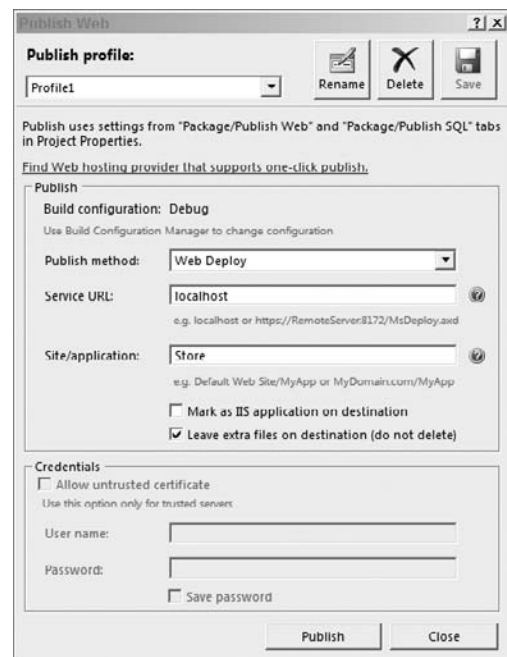 Publish Web
? x
Publish profile:
Profile1
Rename
Delete
Save
Publish uses settings from "Package/Publish Web" and "Package/Publish SQL" tabs
in Project Properties.
Find Web hosting provider that supports one-click publish.
Publish
Build configuration: Debug
Use Build Configuration Manager to change configuration
Publish method: Web Deploy
Service URL: localhost
e.g. localhost or https://RemoteServer:8172/MsDeploy.axd
Site/application: Store
e.g. Default Web Site/MyApp or MyDomain.com/MyApp
Mark as IIS application on destination
Leave extra files on destination (do not delete)
Credentials
Allow untrusted certificate
Use this option only for trusted servers
User name:
Password:
Save password
Publish
Close